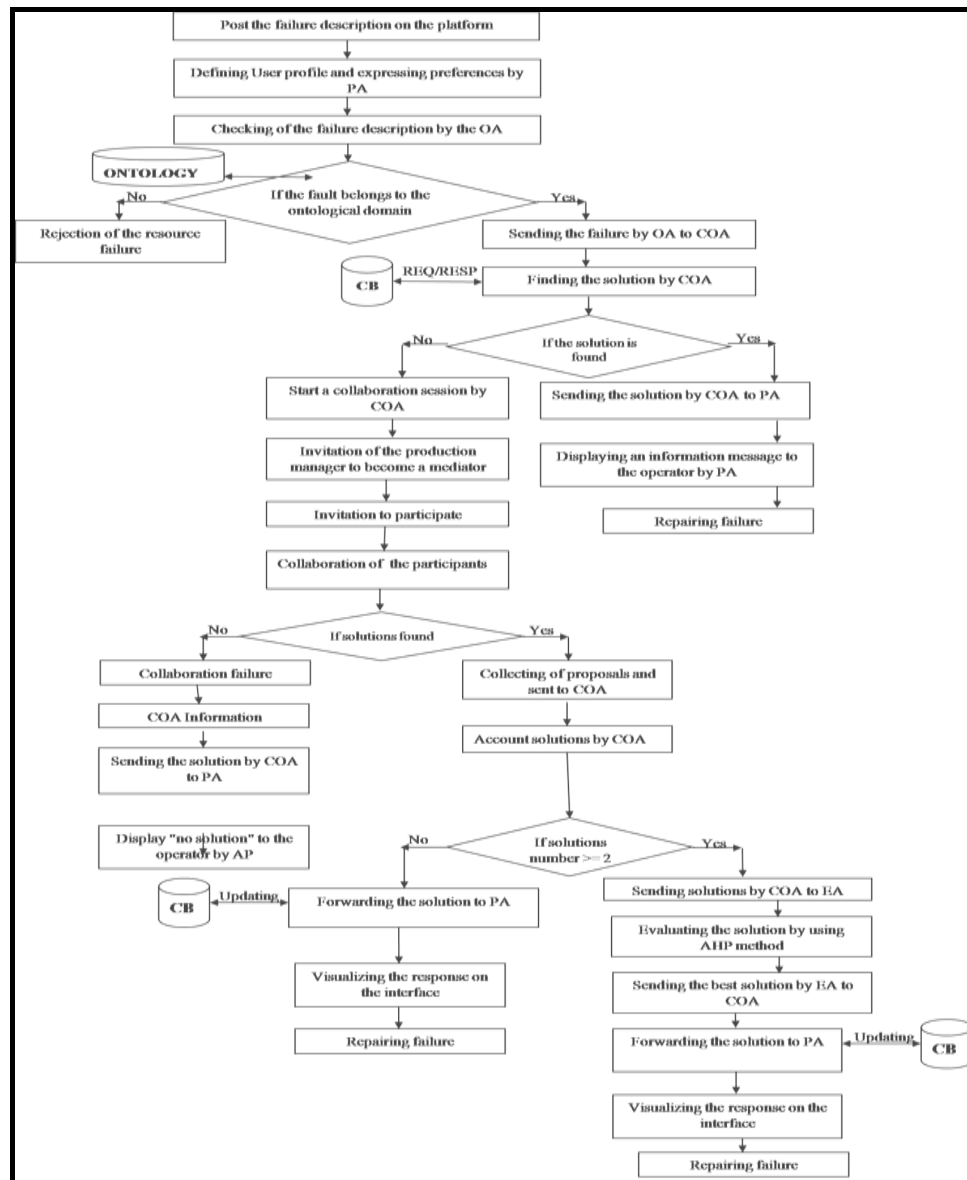 Post the failure description on the platform
Defining User profile and expressing preferences by
PA
Checking of the failure description by the OA
ONTOLOGY
If the fault belongs to the
ontological domain
No
Yes
Rejection of the resource
failure
Sending the failure by OA to COA
CB
REQ/RESP
Finding the solution by COA
If the solution is
found
No
Yes
Start a collaboration session by
COA
Sending the solution by COA to PA
Invitation of the production
manager to become a mediator
Displaying an information message to
the operator by PA
Invitation to participate
Repairing failure
Collaboration of the participants
If solutions found
No
Yes
Collaboration failure
Collecting of proposals and
sent to COA
COA Information
Account solutions by COA
Sending the solution by COA
to PA
Display "no solution" to the
operator by AP
If solutions
number >= 2
No
Yes
CB
Updating
Forwarding the solution to PA
Sending solutions by COA to EA
Evaluating the solution by using
AHP method
Visualizing the response on
the interface
Sending the best solution by EA to
COA
Repairing failure
Forwarding the solution to PA
Updating
CB
Visualizing the response on the
interface
Repairing failure